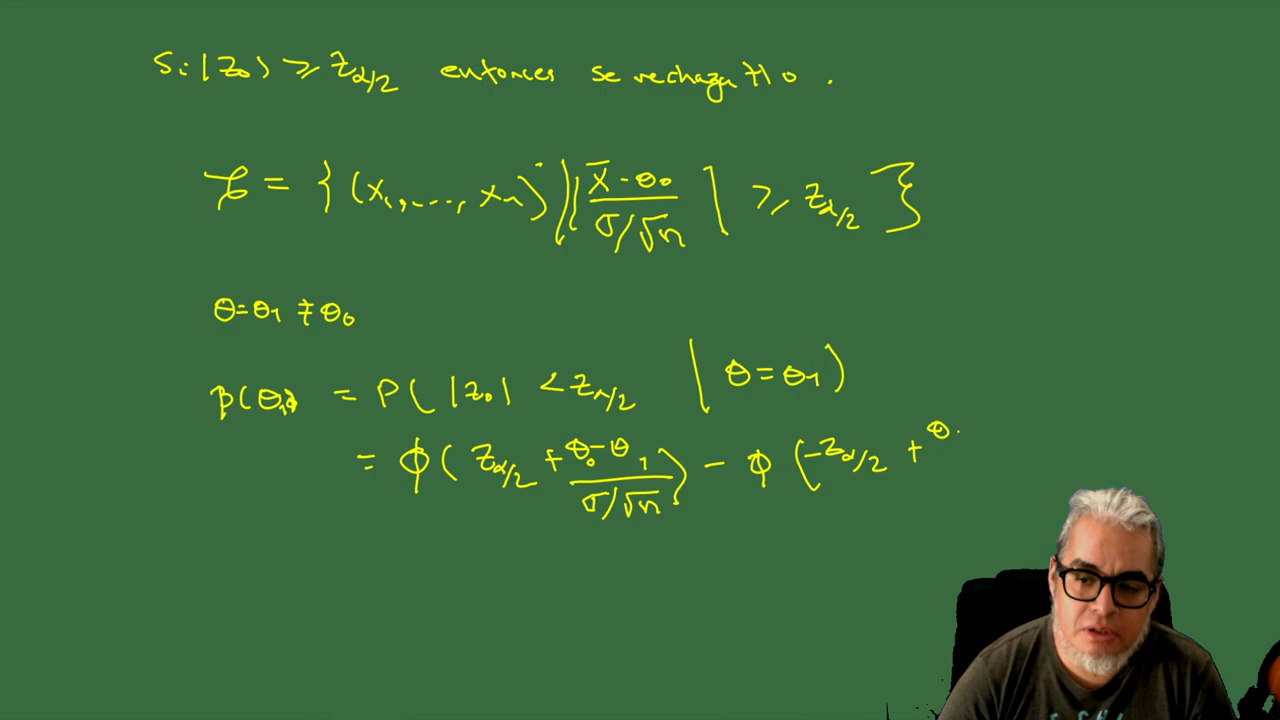 Si |z₀| ≥ z_{α/2} entonces se rechaza H0.
𝒞 = { (x₁, ..., xₙ) | | (x̄ - θ₀) / (σ/√n) | ≥ z_{α/2} }
θ = θ₁ ≠ θ₀
β(θ₁) = P( |z₀| < z_{α/2} | θ = θ₁ )
= Φ( z_{α/2} + (θ₀ - θ₁) / (σ/√n) ) - Φ( -z_{α/2} + θ